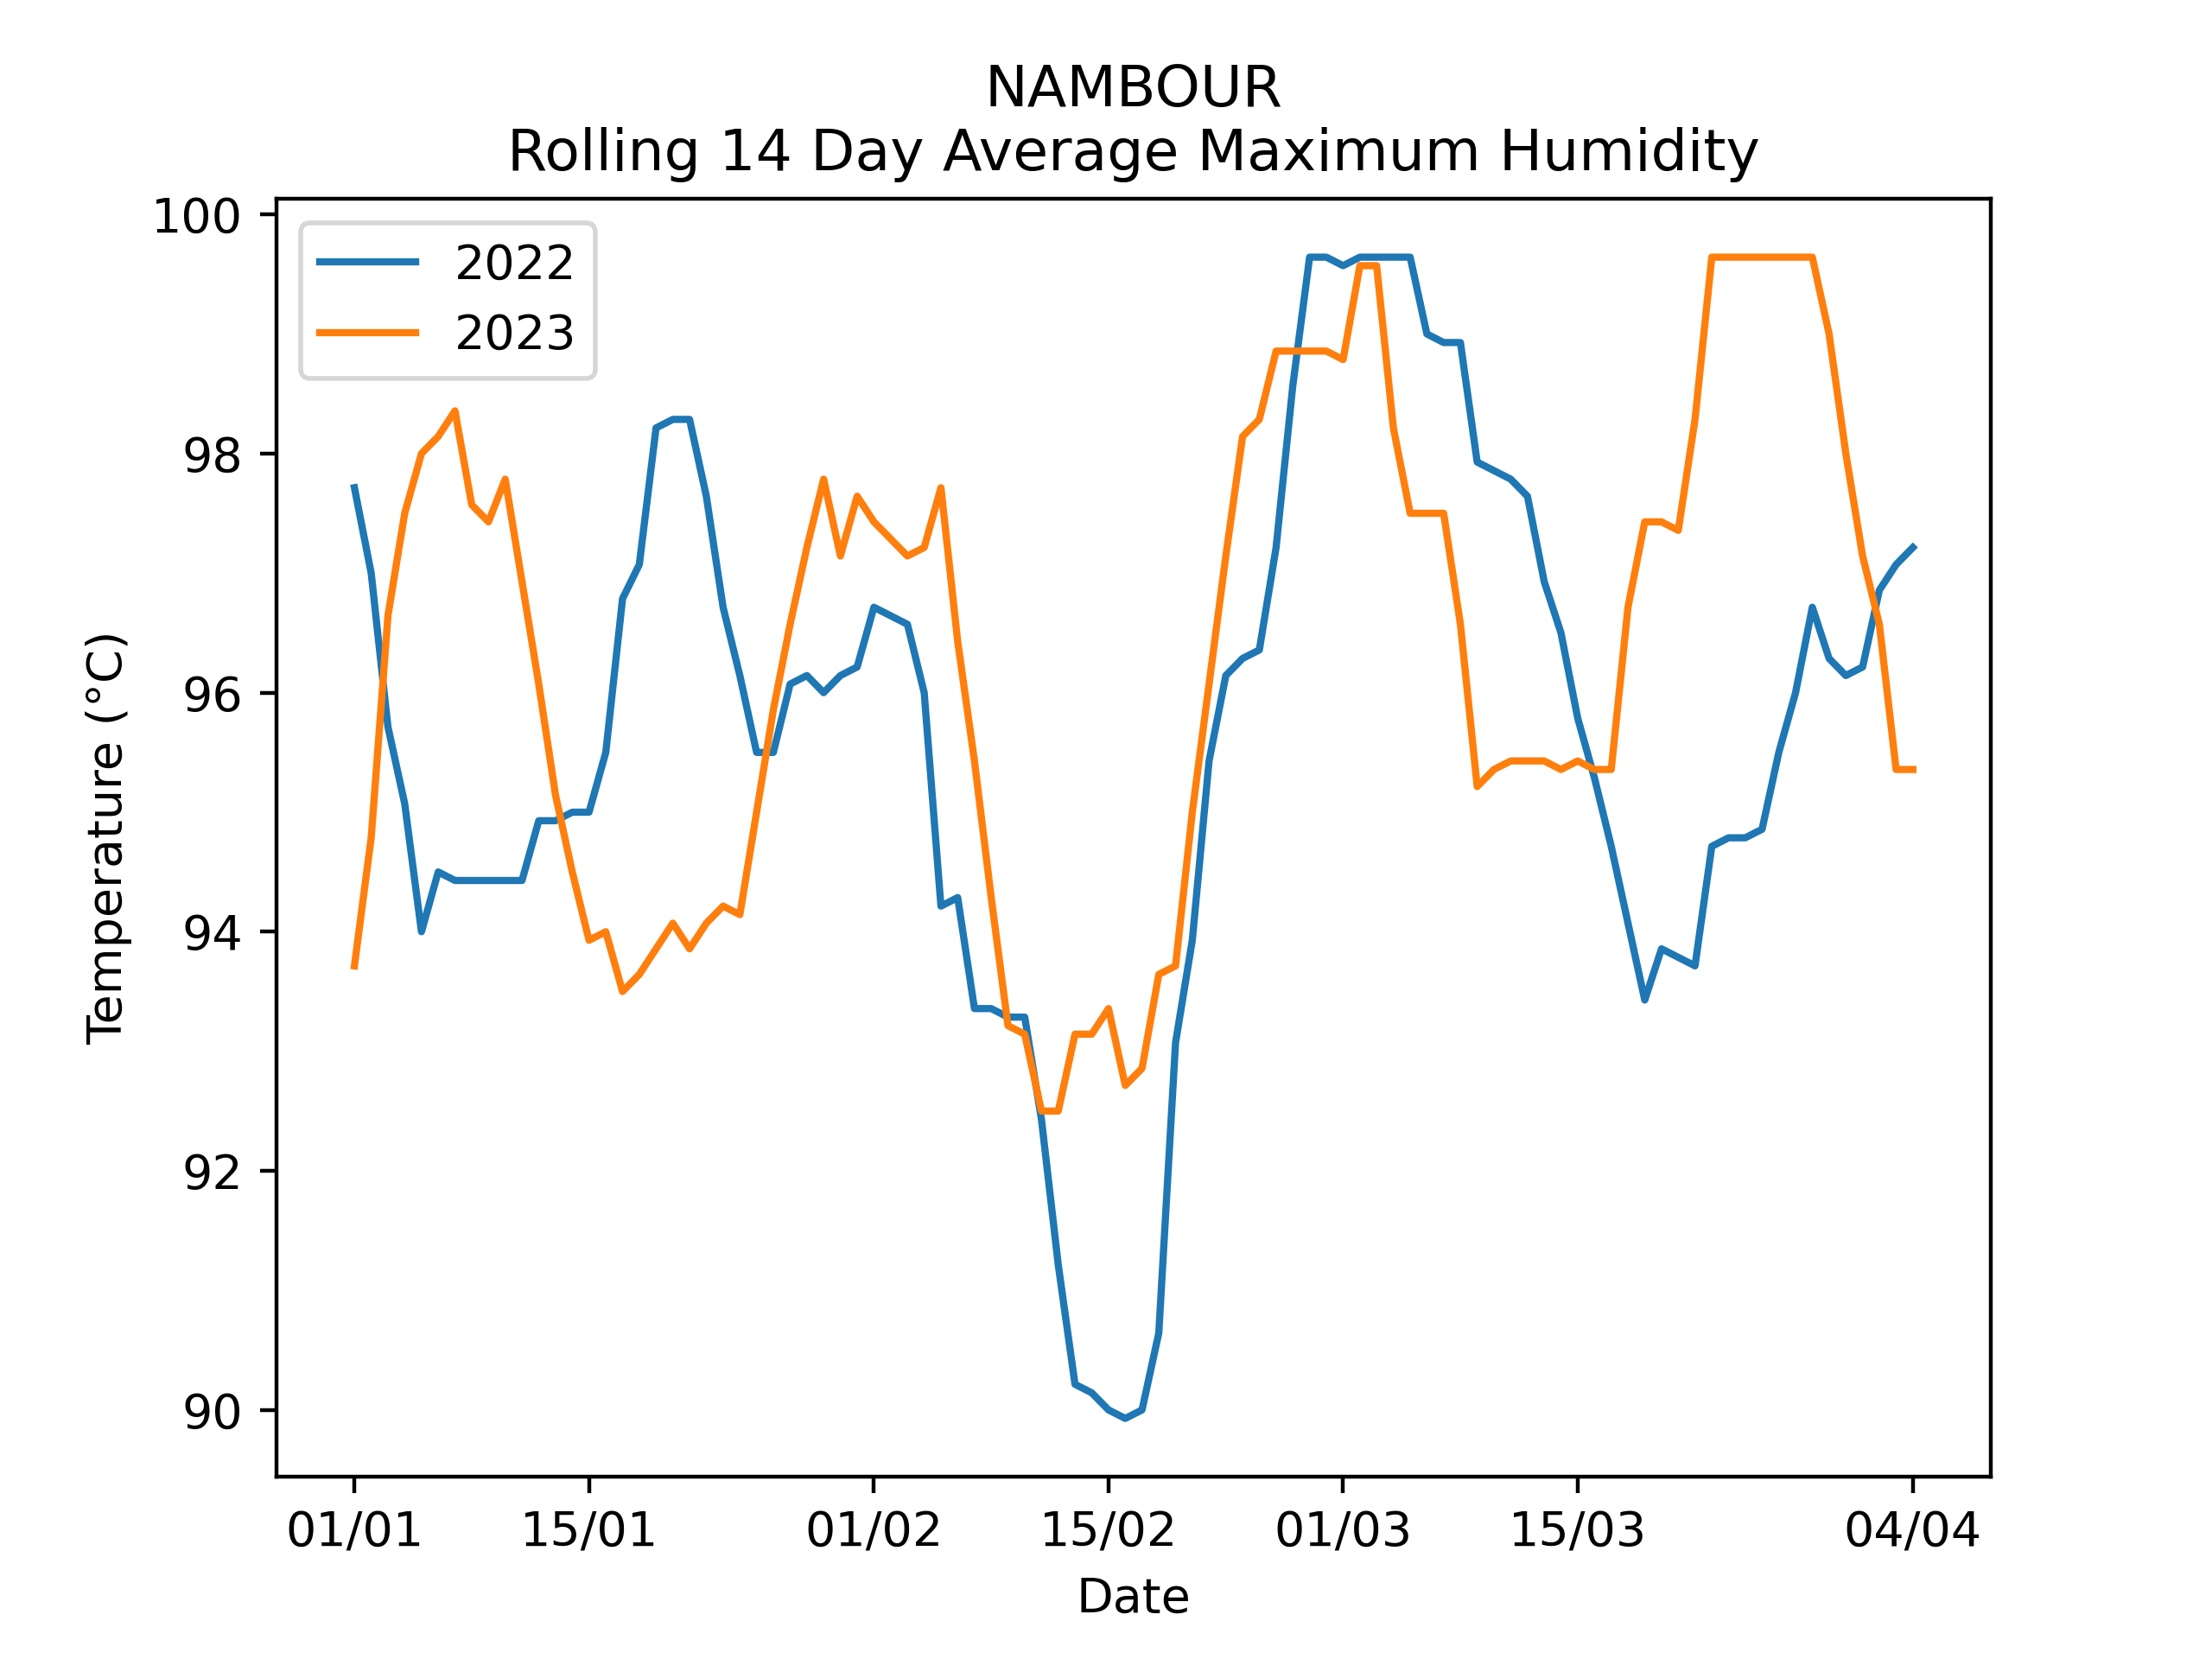 NAMBOUR
Rolling 14 Day Average Maximum Humidity
100
98
96
94
92
90
Temperature (°C)
2022
2023
01/01 15/01 01/02 15/02 01/03 15/03 04/04
Date